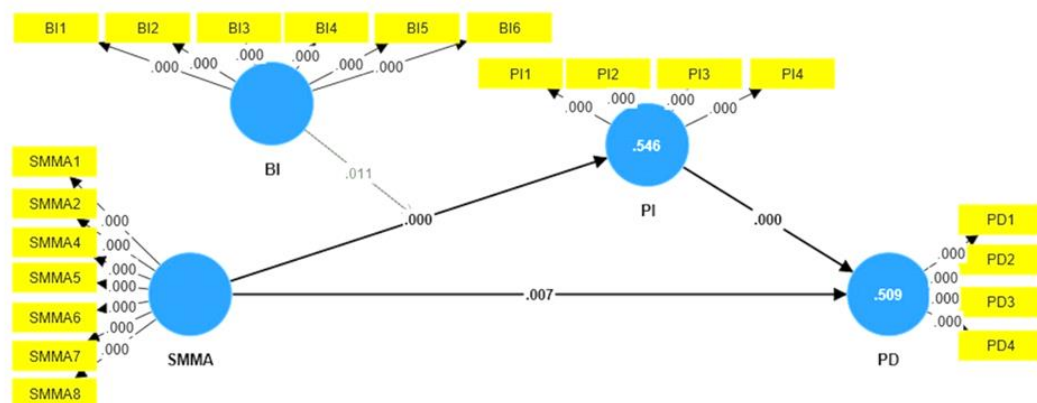 BI1
BI2
BI3
BI4
BI5
BI6
.000
.000
.000
.000
.000
.000
BI
PI1
PI2
PI3
PI4
.000
.000
.000
.000
.546
PI
.011
.000
.000
SMMA1
SMMA2
SMMA4
SMMA5
SMMA6
SMMA7
SMMA8
.000
.000
.000
.000
.000
.000
.000
SMMA
.007
PD1
PD2
PD3
PD4
.000
.000
.000
.000
.509
PD